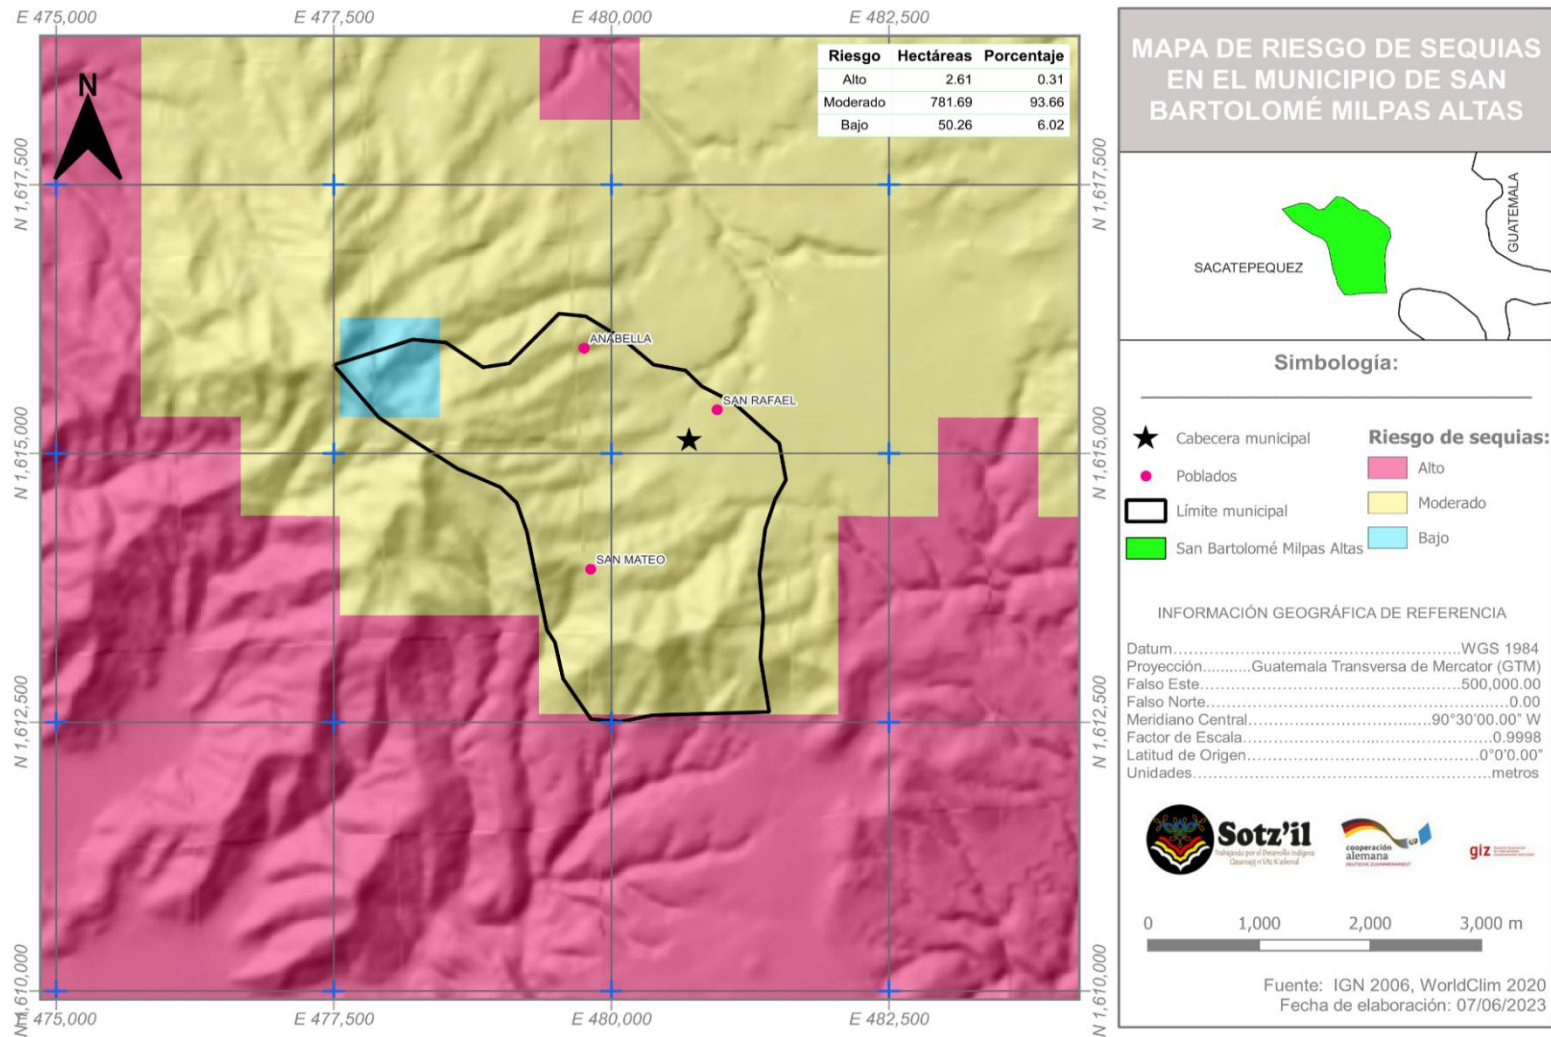 E 475,000
E 477,500
E 480,000
E 482,500
N
N 1,617,500
N 1,615,000
N 1,612,500
N 1,610,000
Riesgo Hectáreas Porcentaje
Alto 2.61 0.31
Moderado 781.69 93.66
Bajo 50.26 6.02
ANABELLA
SAN RAFAEL
SAN MATEO
N 1,617,500
N 1,615,000
N 1,612,500
N 1,610,000
E 475,000
E 477,500
E 480,000
E 482,500
MAPA DE RIESGO DE SEQUIAS
EN EL MUNICIPIO DE SAN
BARTOLOMÉ MILPAS ALTAS
SACATEPEQUEZ
GUATEMALA
Simbología:
Cabecera municipal
Poblados
Límite municipal
San Bartolomé Milpas Altas
Riesgo de sequias:
Alto
Moderado
Bajo
INFORMACIÓN GEOGRÁFICA DE REFERENCIA
Datum....................................................WGS 1984
Proyección...........Guatemala Transversa de Mercator (GTM)
Falso Este...............................................500,000.00
Falso Norte....................................................0.00
Meridiano Central.................................90°30'00.00" W
Factor de Escala...........................................0.9998
Latitud de Origen........................................0°0'0.00"
Unidades....................................................metros
Sotz'il
Trabajando por el Desarrollo Indígena
cooperación
alemana
DEUTSCHE ZUSAMMENARBEIT
giz
0 1,000 2,000 3,000 m
Fuente: IGN 2006, WorldClim 2020
Fecha de elaboración: 07/06/2023